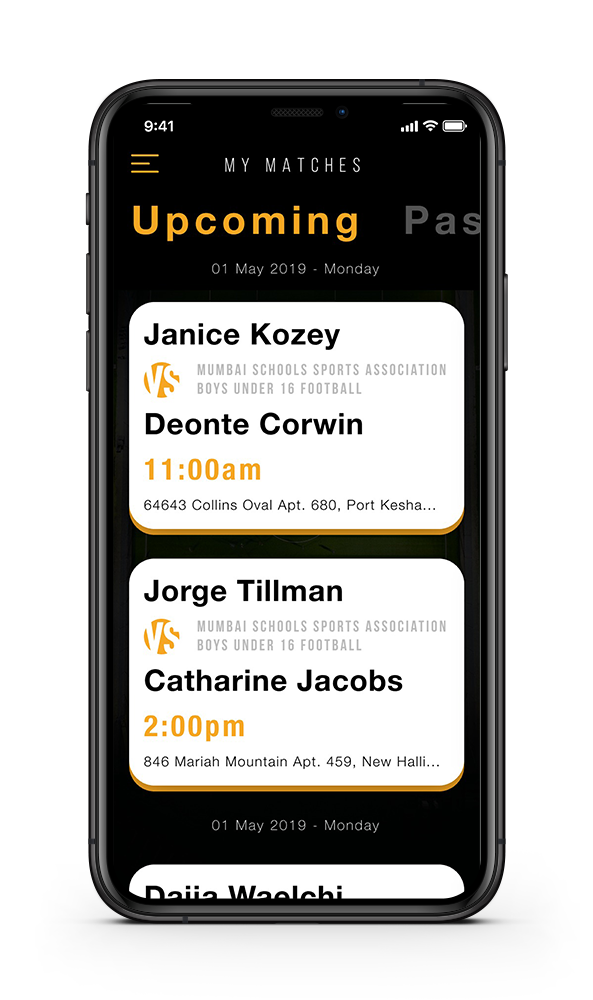 9:41
MY MATCHES
Upcoming Pas
01 May 2019 - Monday
Janice Kozey
VS
MUMBAI SCHOOLS SPORTS ASSOCIATION
BOYS UNDER 16 FOOTBALL
Deonte Corwin
11:00am
64643 Collins Oval Apt. 680, Port Kesha...
Jorge Tillman
VS
MUMBAI SCHOOLS SPORTS ASSOCIATION
BOYS UNDER 16 FOOTBALL
Catharine Jacobs
2:00pm
846 Mariah Mountain Apt. 459, New Halli...
01 May 2019 - Monday
Waelchi